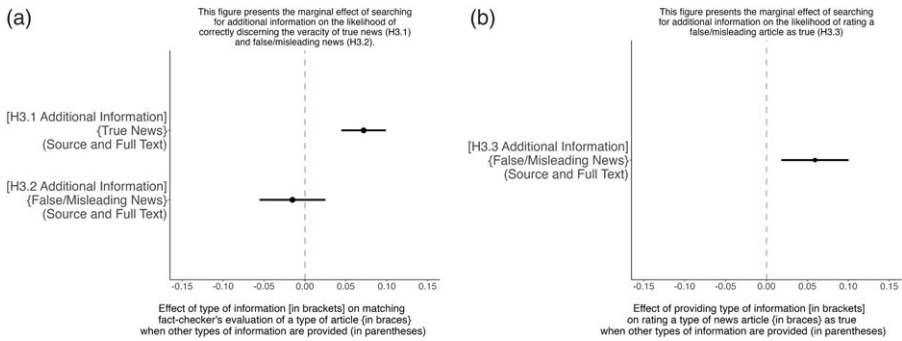 (a)
This figure presents the marginal effect of searching
for additional information on the likelihood of
correctly discerning the veracity of true news (H3.1)
and false/misleading news (H3.2).
[H3.1 Additional Information]
{True News}
(Source and Full Text)
[H3.2 Additional Information]
{False/Misleading News}
(Source and Full Text)
-0.15 -0.10 -0.05 0.00 0.05 0.10 0.15
Effect of type of information [in brackets] on matching
fact-checker's evaluation of a type of article {in braces}
when other types of information are provided (in parentheses)
(b)
This figure presents the marginal effect of searching
for additional information on the likelihood of rating a
false/misleading article as true (H3.3)
[H3.3 Additional Information]
{False/Misleading News}
(Source and Full Text)
-0.15 -0.10 -0.05 0.00 0.05 0.10 0.15
Effect of providing type of information [in brackets]
on rating a type of news article {in braces} as true
when other types of information are provided (in parentheses)